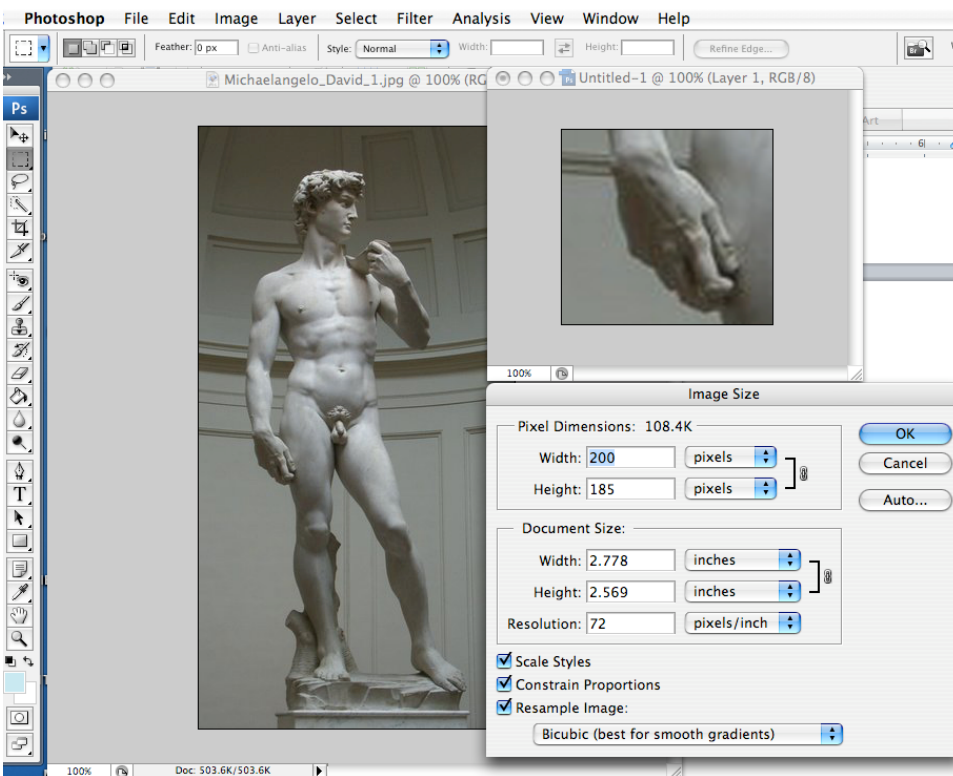 Photoshop File Edit Image Layer Select Filter Analysis View Window Help
Feather: 0 px Anti-alias Style: Normal Width: Height: Refine Edge...
Br
Michaelangelo_David_1.jpg @ 100% (RG
Untitled-1 @ 100% (Layer 1, RGB/8)
Ps
Art
6
T
100%
Image Size
Pixel Dimensions: 108.4K
Width: 200 pixels
Height: 185 pixels
OK
Cancel
Auto...
Document Size:
Width: 2.778 inches
Height: 2.569 inches
Resolution: 72 pixels/inch
Scale Styles
Constrain Proportions
Resample Image:
Bicubic (best for smooth gradients)
100% Doc: 503.6K/503.6K